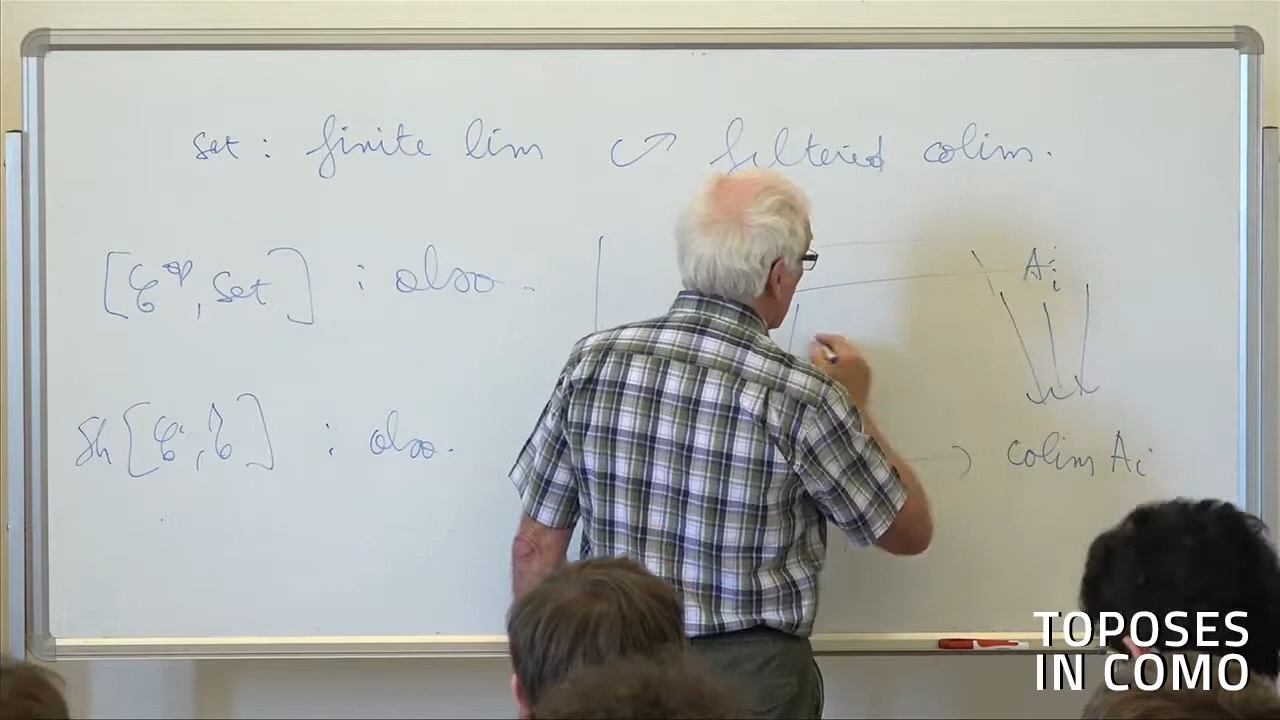 set : finite lim ↩↗ filtered colim.
[𝒞^op, Set] : also.
Sh[𝒞, 𝒯] : also.
A_i
colim A_i
TOPOSES
IN COMO